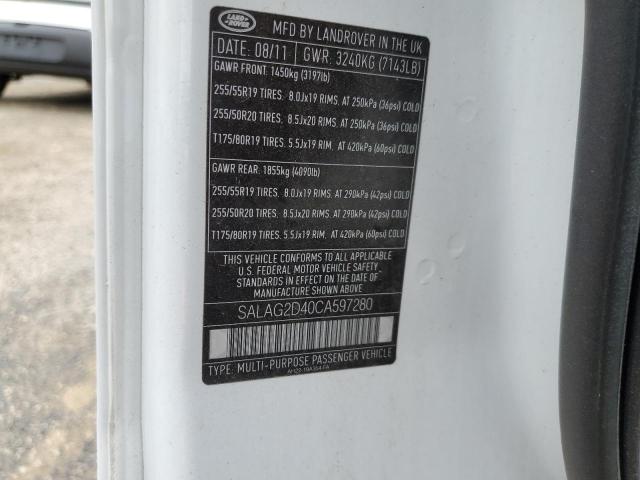 LAND ROVER
MFD BY LANDROVER IN THE UK
DATE: 08/11 GWR: 3240KG (7143LB)
GAWR FRONT: 1450kg (3197lb)
255/55R19 TIRES. 8.0Jx19 RIMS. AT 250kPa (36psi) COLD
255/50R20 TIRES. 8.5Jx20 RIMS. AT 250kPa (36psi) COLD
T175/80R19 TIRES. 5.5Jx19 RIM. AT 420kPa (60psi) COLD
GAWR REAR: 1855kg (4090lb)
255/55R19 TIRES. 8.0Jx19 RIMS. AT 290kPa (42psi) COLD
255/50R20 TIRES. 8.5Jx20 RIMS. AT 290kPa (42psi) COLD
T175/80R19 TIRES. 5.5Jx19 RIM. AT 420kPa (60psi) COLD
THIS VEHICLE CONFORMS TO ALL APPLICABLE
U.S. FEDERAL MOTOR VEHICLE SAFETY
STANDARDS IN EFFECT ON THE DATE OF
MANUFACTURE SHOWN ABOVE
SALAG2D40CA597280
TYPE: MULTI-PURPOSE PASSENGER VEHICLE